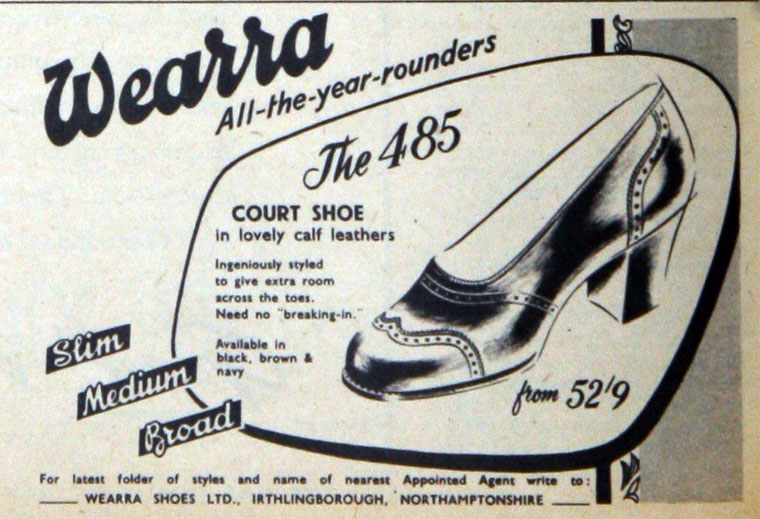 Wearra
All-the-year-rounders
The 485
COURT SHOE
in lovely calf leathers
Ingeniously styled
to give extra room
across the toes.
Need no "breaking-in."
Available in
black, brown &
navy
Slim
Medium
Broad
from 52'9
For latest folder of styles and name of nearest Appointed Agent write to:
WEARRA SHOES LTD., IRTHLINGBOROUGH, NORTHAMPTONSHIRE